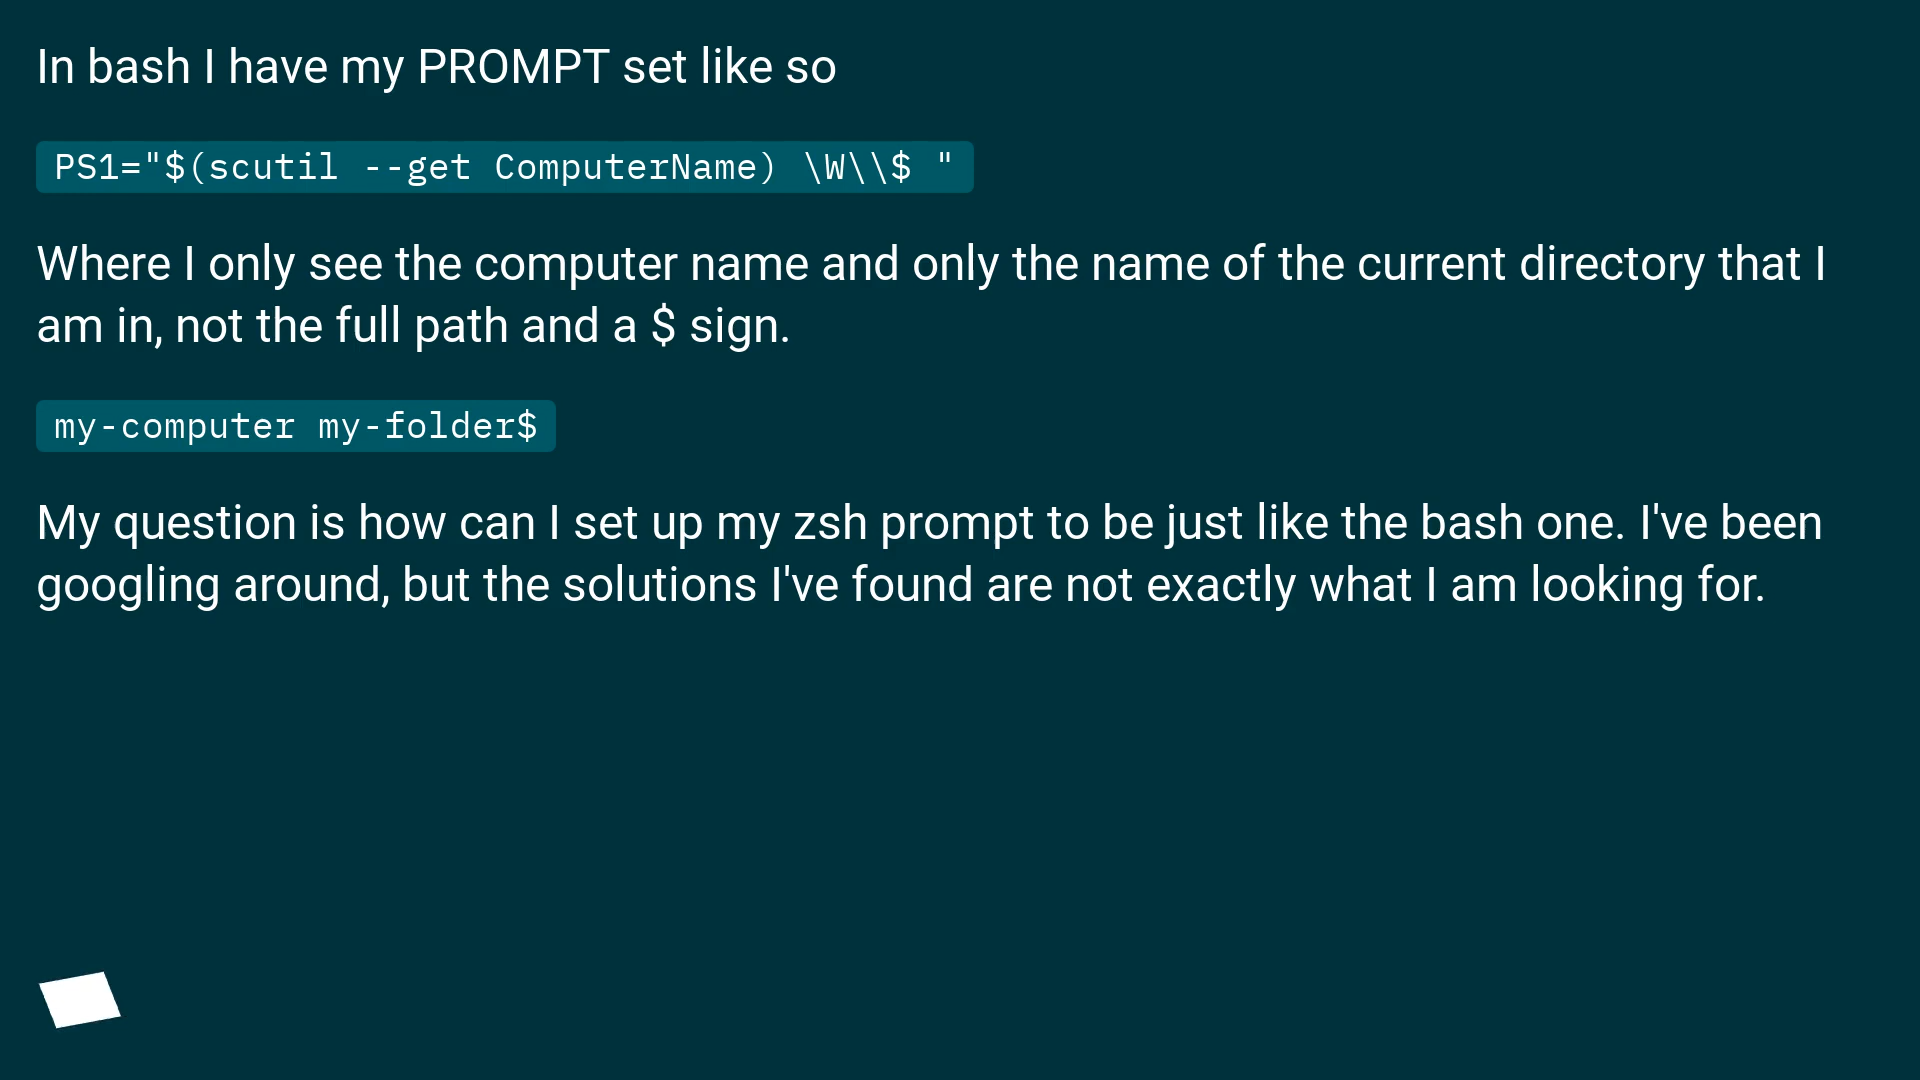 In bash I have my PROMPT set like so
PS1="$(scutil --get ComputerName) \W\\$ "
Where I only see the computer name and only the name of the current directory that I
am in, not the full path and a $ sign.
my-computer my-folder$
My question is how can I set up my zsh prompt to be just like the bash one. I've been
googling around, but the solutions I've found are not exactly what I am looking for.